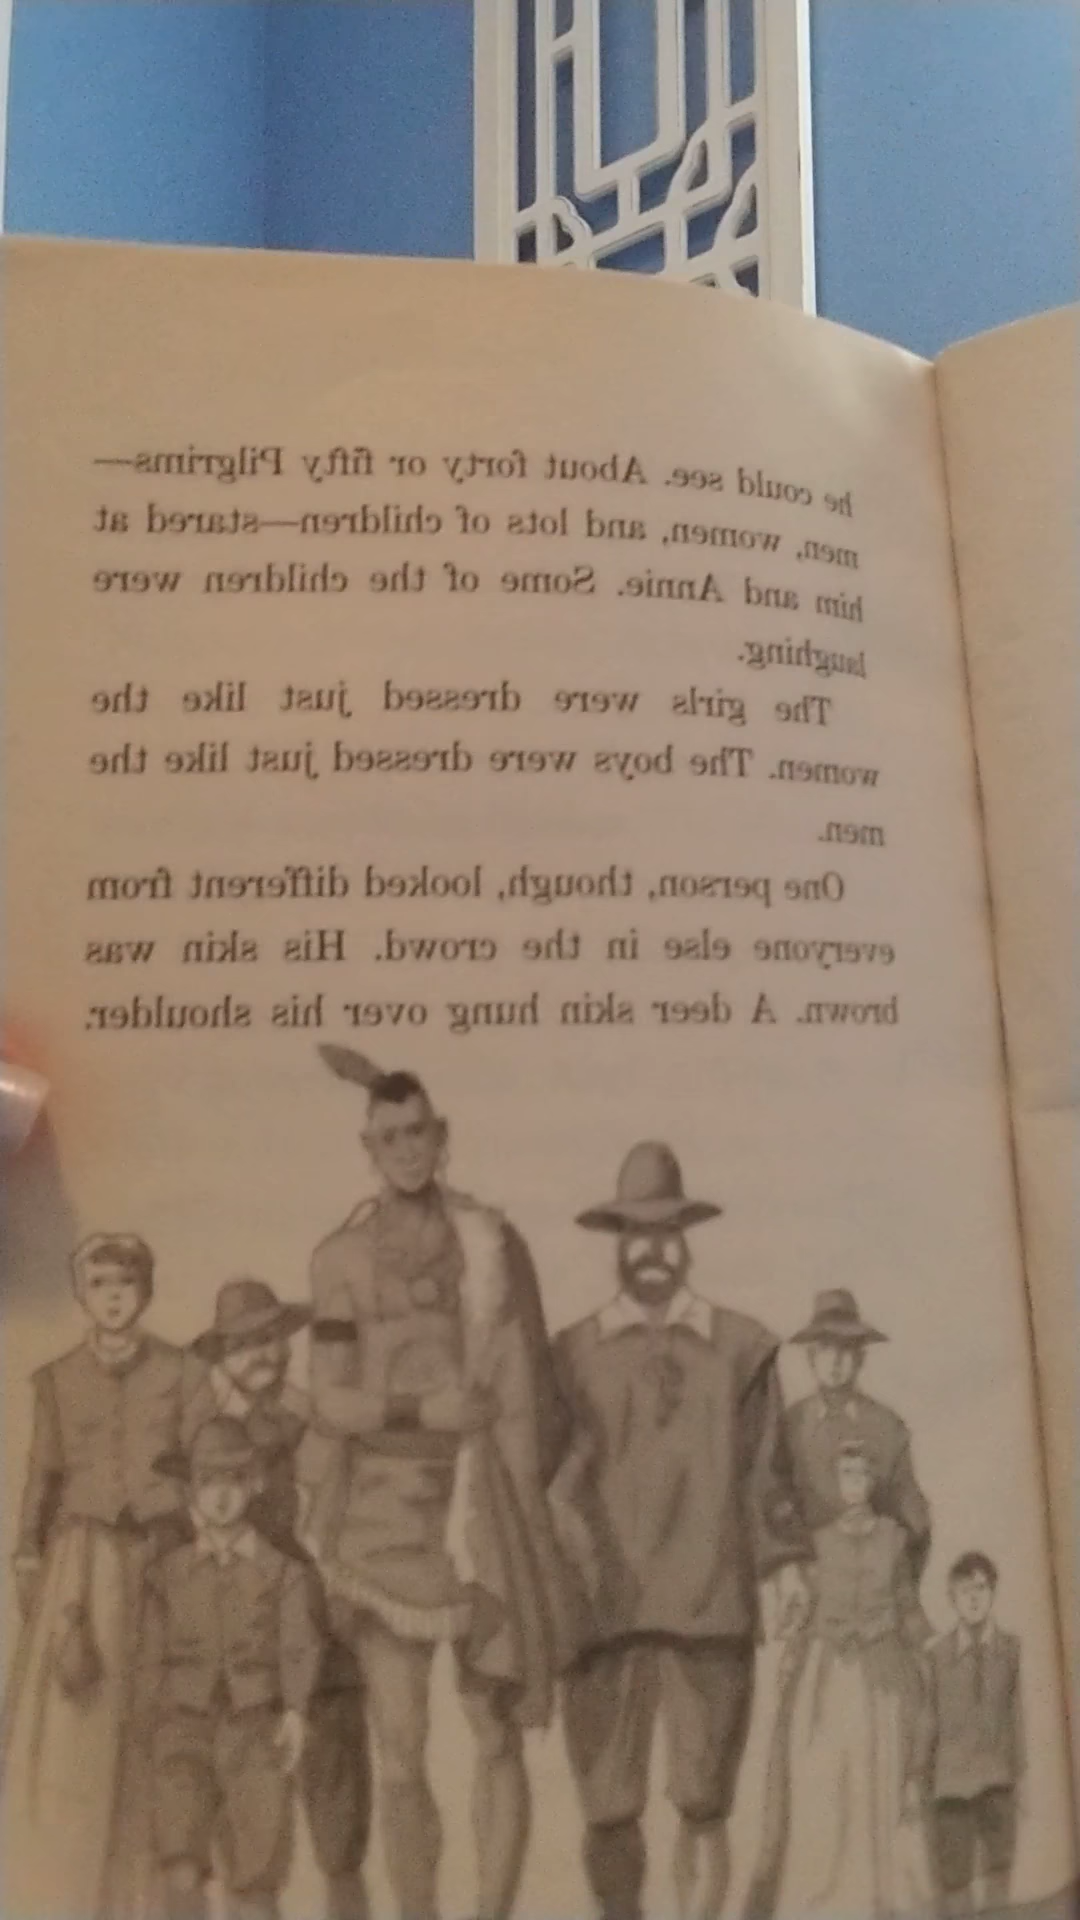 he could see. About forty or fifty Pilgrims—
men, women, and lots of children—stared at
him and Annie. Some of the children were
laughing.
The girls were dressed just like the
women. The boys were dressed just like the
men.
One person, though, looked different from
everyone else in the crowd. His skin was
brown. A deer skin hung over his shoulder.